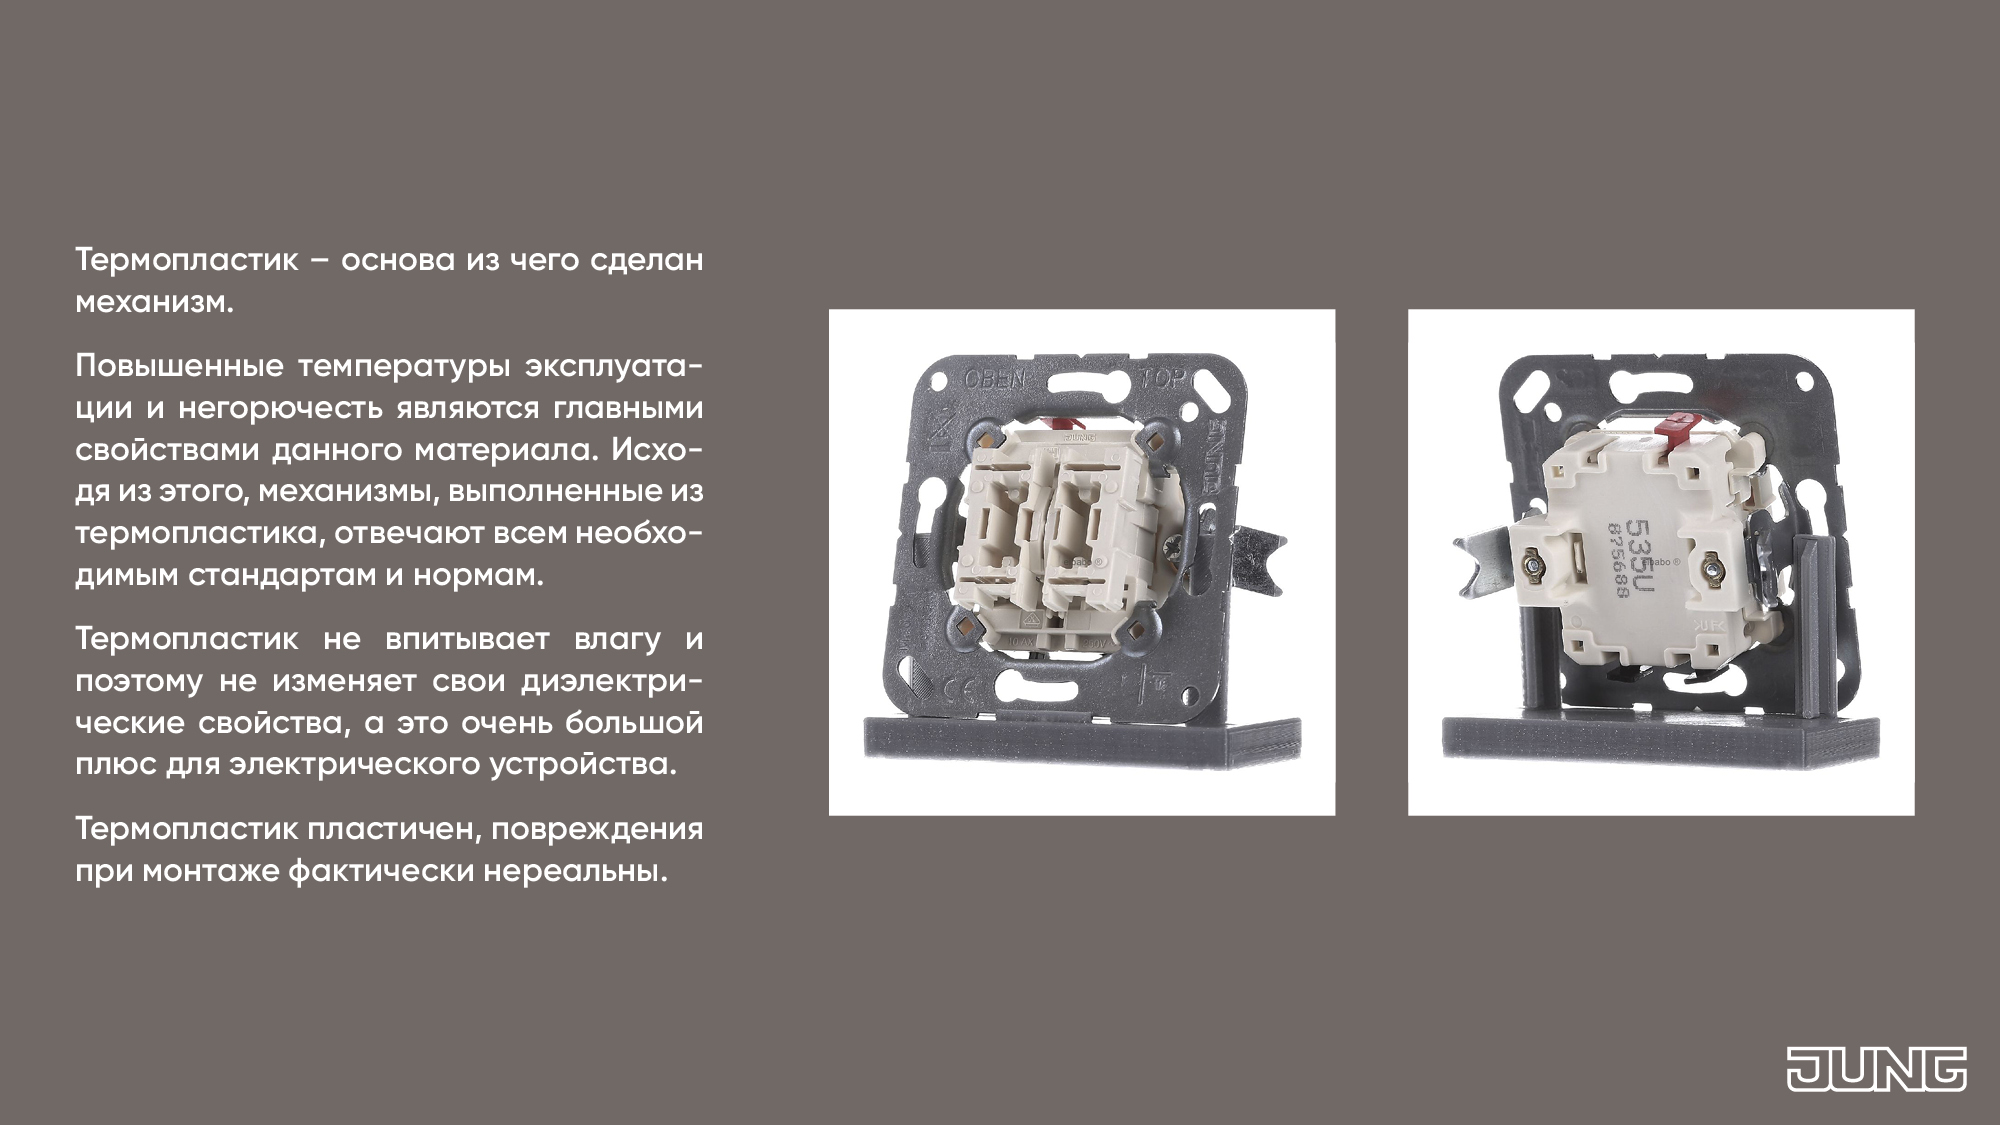 Термопластик – основа из чего сделан
механизм.
Повышенные температуры эксплуата-
ции и негорючесть являются главными
свойствами данного материала. Исхо-
дя из этого, механизмы, выполненные из
термопластика, отвечают всем необхо-
димым стандартам и нормам.
Термопластик не впитывает влагу и
поэтому не изменяет свои диэлектри-
ческие свойства, а это очень большой
плюс для электрического устройства.
Термопластик пластичен, повреждения
при монтаже фактически нереальны.
OBEN TOP
JUNG
JUNG
CE
535U
875688
JUNG